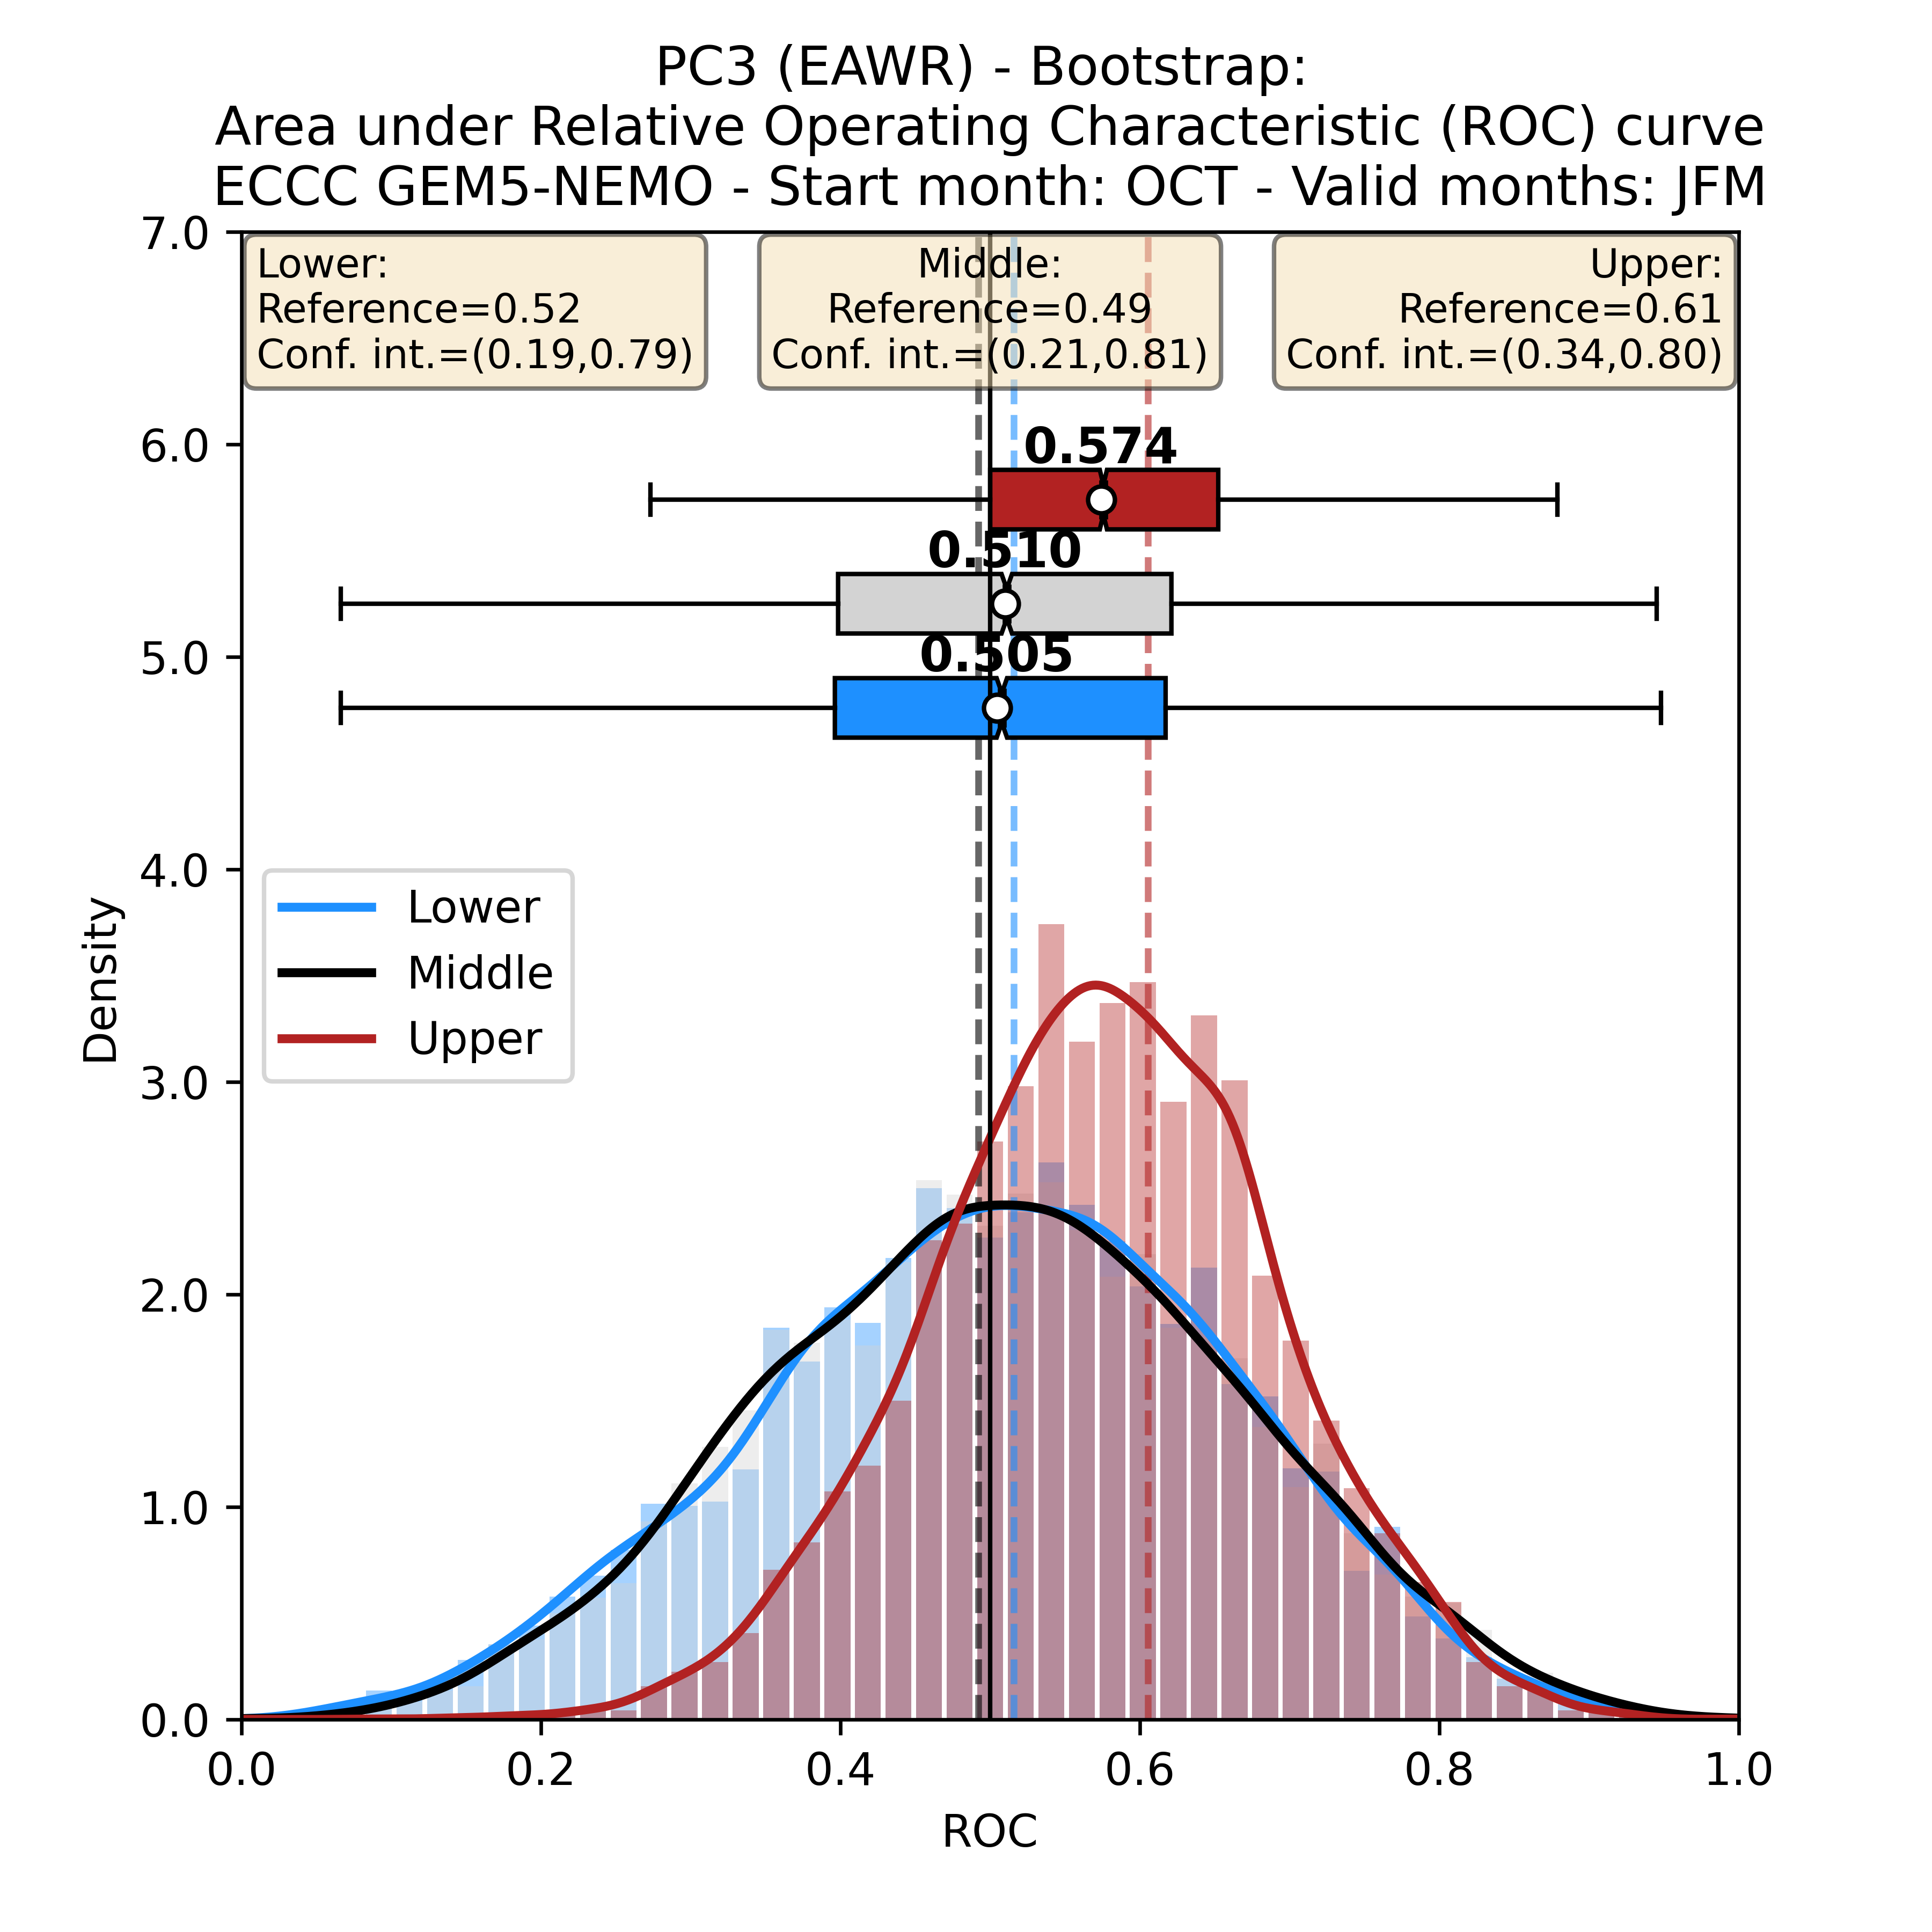 PC3 (EAWR) - Bootstrap:
Area under Relative Operating Characteristic (ROC) curve
ECCC GEM5-NEMO - Start month: OCT - Valid months: JFM
Lower:
Reference=0.52
Conf. int.=(0.19,0.79)
Middle:
Reference=0.49
Conf. int.=(0.21,0.81)
Upper:
Reference=0.61
Conf. int.=(0.34,0.80)
0.574
0.510
0.505
7.0
6.0
5.0
4.0
3.0
2.0
1.0
0.0
Density
Lower
Middle
Upper
0.0
0.2
0.4
0.6
0.8
1.0
ROC